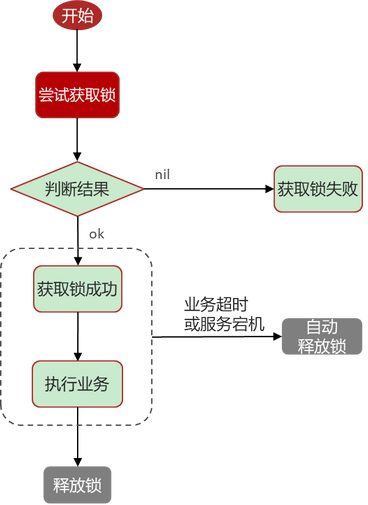 开始
尝试获取锁
判断结果
nil
获取锁失败
ok
获取锁成功
业务超时
或服务宕机
自动
释放锁
执行业务
释放锁